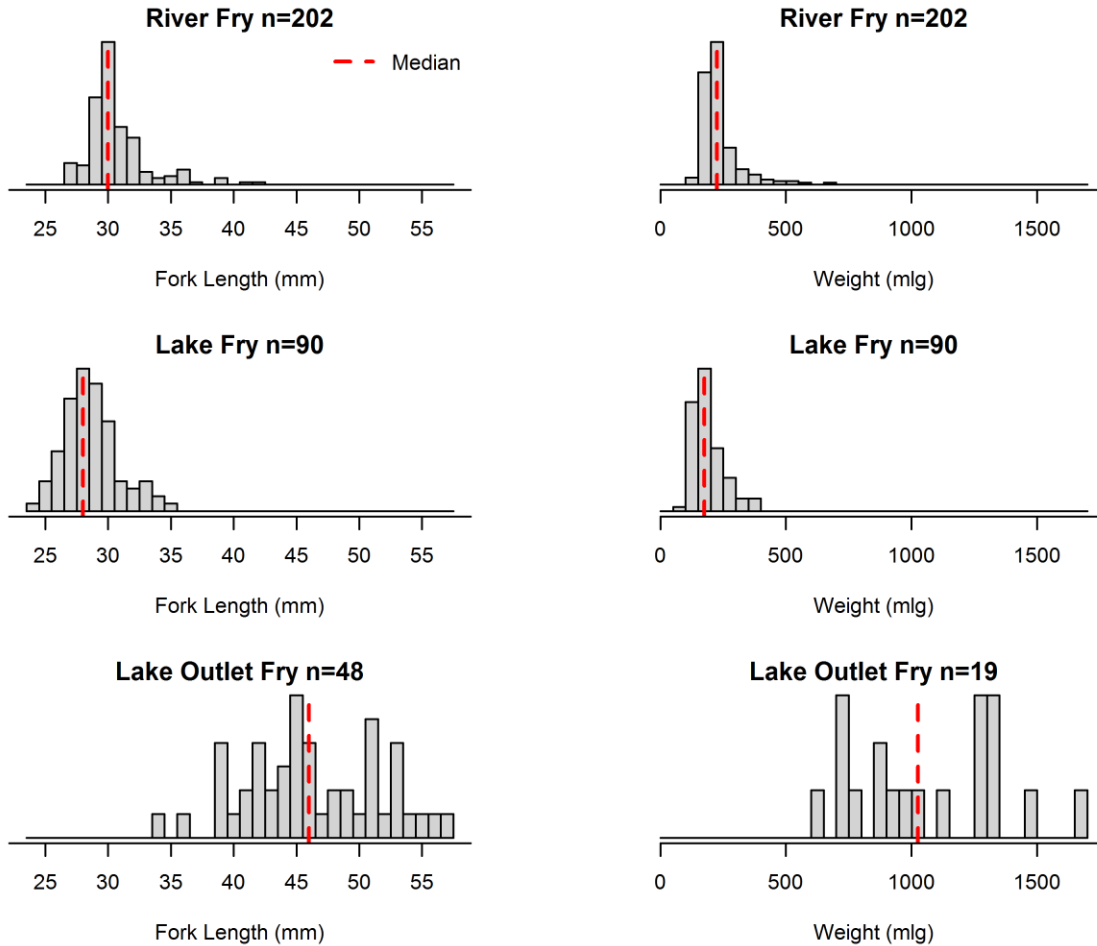 River Fry n=202
Median
25 30 35 40 45 50 55
Fork Length (mm)
River Fry n=202
0 500 1000 1500
Weight (mlg)
Lake Fry n=90
25 30 35 40 45 50 55
Fork Length (mm)
Lake Fry n=90
0 500 1000 1500
Weight (mlg)
Lake Outlet Fry n=48
25 30 35 40 45 50 55
Fork Length (mm)
Lake Outlet Fry n=19
0 500 1000 1500
Weight (mlg)